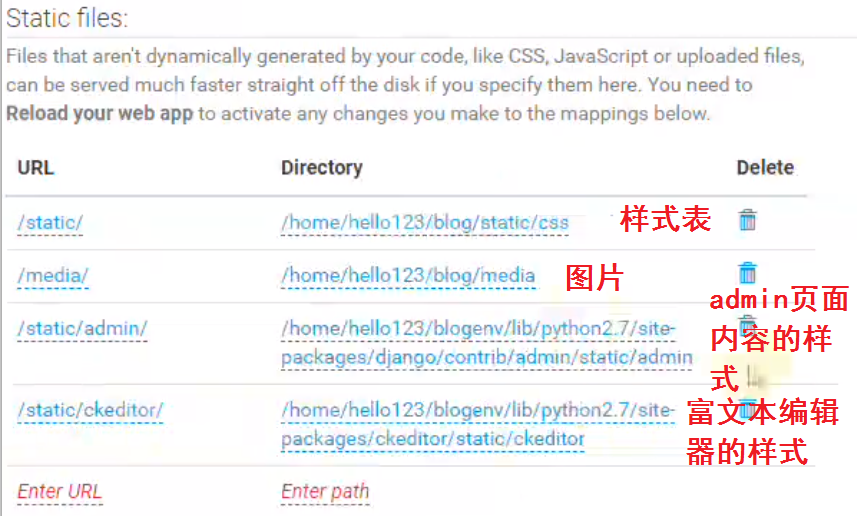 Static files:
Files that aren't dynamically generated by your code, like CSS, JavaScript or uploaded files,
can be served much faster straight off the disk if you specify them here. You need to
Reload your web app to activate any changes you make to the mappings below.
URL Directory Delete
/static/ /home/hello123/blog/static/css 样式表
/media/ /home/hello123/blog/media 图片
/static/admin/ /home/hello123/blogenv/lib/python2.7/site-
packages/django/contrib/admin/static/admin
admin页面
内容的样
式
/static/ckeditor/ /home/hello123/blogenv/lib/python2.7/site-
packages/ckeditor/static/ckeditor
富文本编辑
器的样式
Enter URL Enter path